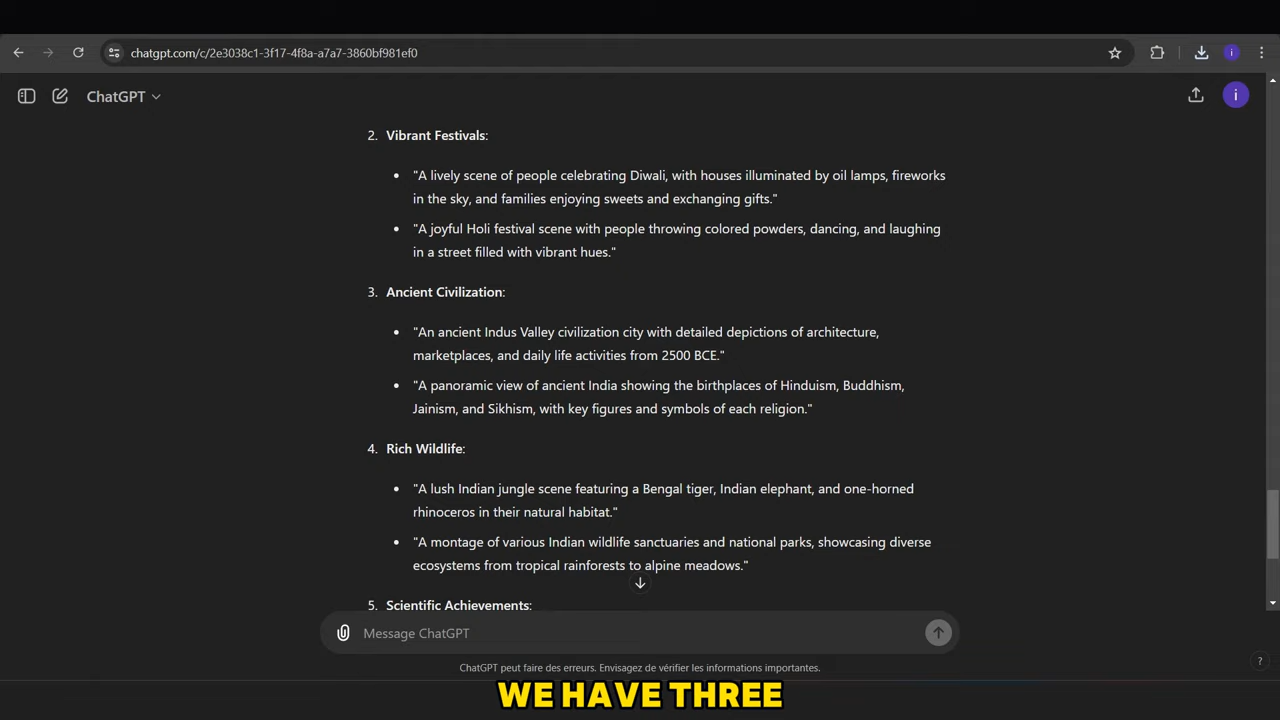 chatgpt.com/c/2e3038c1-3f17-4f8a-a7a7-3860bf981ef0
i
ChatGPT
i
2. Vibrant Festivals:
• "A lively scene of people celebrating Diwali, with houses illuminated by oil lamps, fireworks
in the sky, and families enjoying sweets and exchanging gifts."
• "A joyful Holi festival scene with people throwing colored powders, dancing, and laughing
in a street filled with vibrant hues."
3. Ancient Civilization:
• "An ancient Indus Valley civilization city with detailed depictions of architecture,
marketplaces, and daily life activities from 2500 BCE."
• "A panoramic view of ancient India showing the birthplaces of Hinduism, Buddhism,
Jainism, and Sikhism, with key figures and symbols of each religion."
4. Rich Wildlife:
• "A lush Indian jungle scene featuring a Bengal tiger, Indian elephant, and one-horned
rhinoceros in their natural habitat."
• "A montage of various Indian wildlife sanctuaries and national parks, showcasing diverse
ecosystems from tropical rainforests to alpine meadows."
5. Scientific Achievements:
Message ChatGPT
ChatGPT peut faire des erreurs. Envisagez de vérifier les informations importantes.
?
WE HAVE THREE